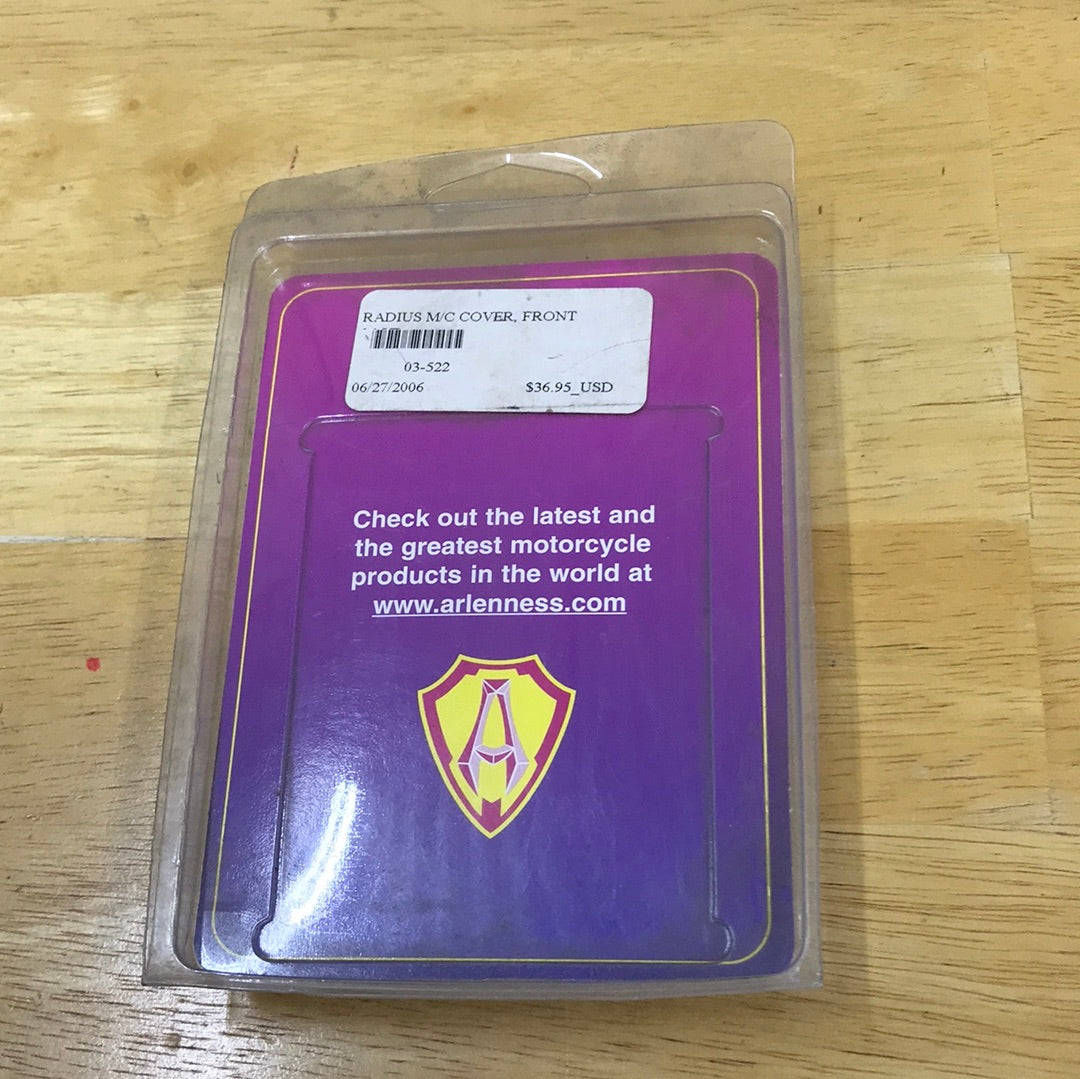 RADIUS M/C COVER, FRONT
03-522
06/27/2006 $36.95_USD
Check out the latest and
the greatest motorcycle
products in the world at
www.arlenness.com
A